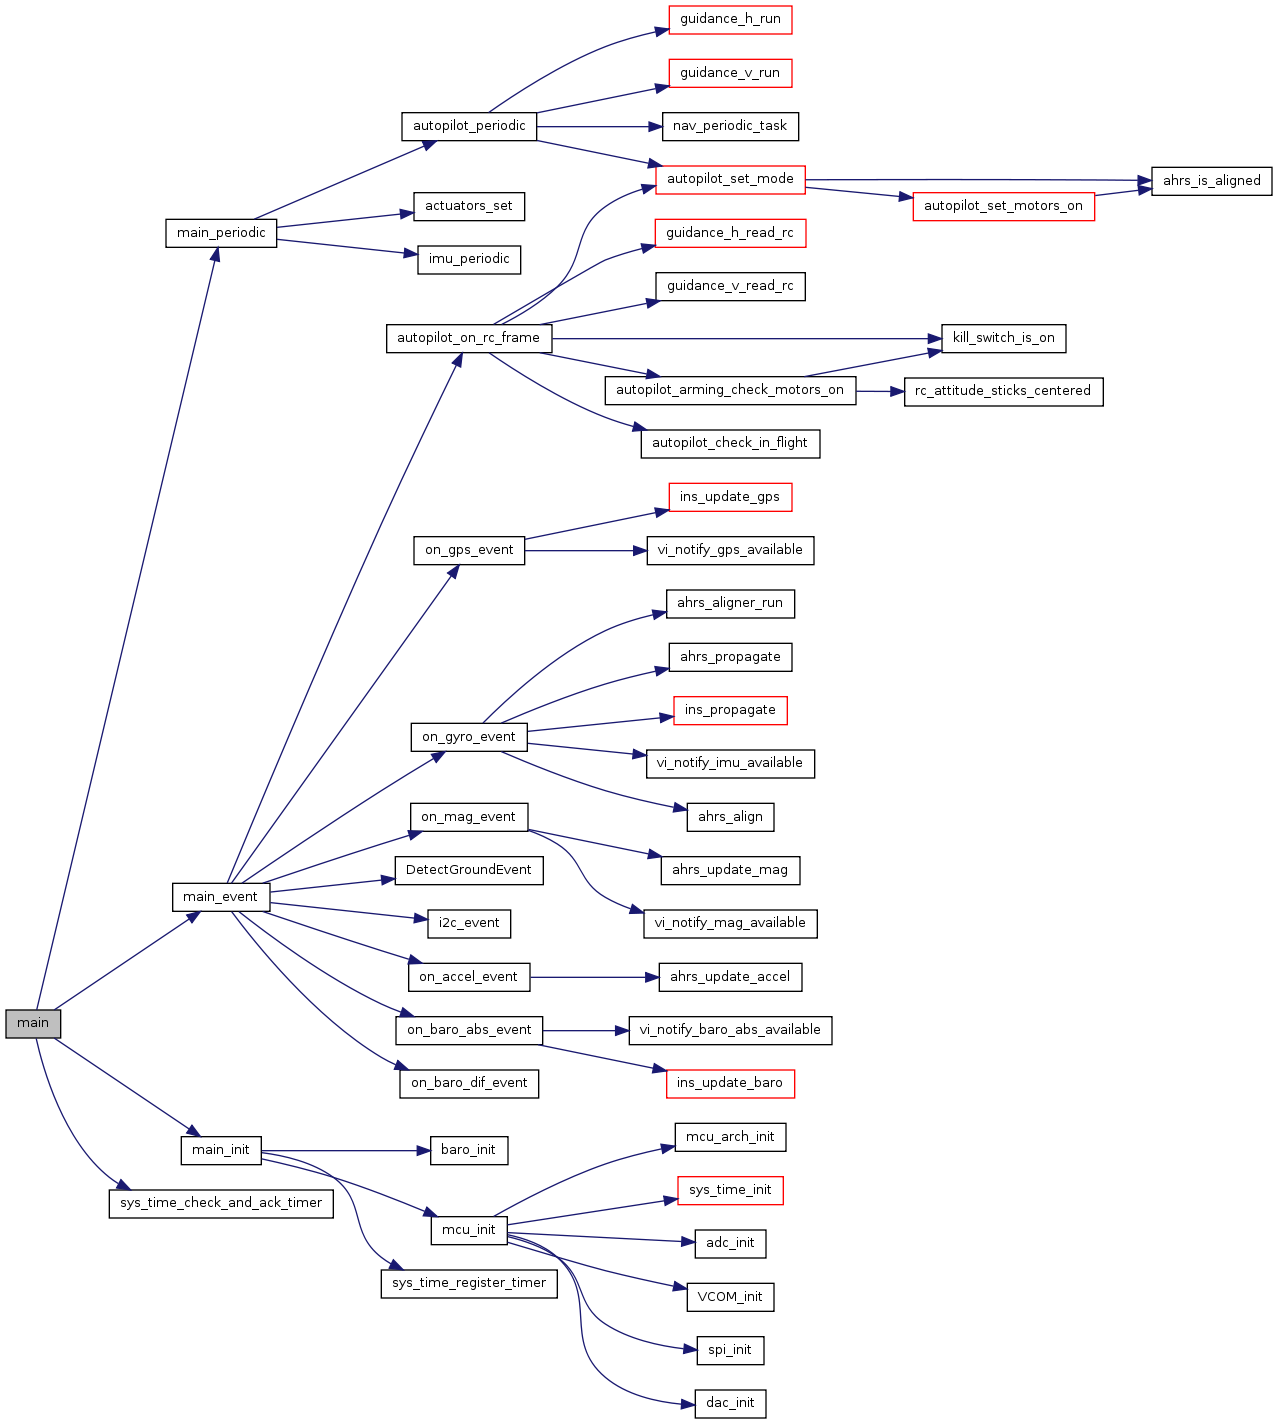 guidance_h_run
guidance_v_run
autopilot_periodic
nav_periodic_task
autopilot_set_mode
ahrs_is_aligned
actuators_set
autopilot_set_motors_on
main_periodic
guidance_h_read_rc
imu_periodic
guidance_v_read_rc
autopilot_on_rc_frame
kill_switch_is_on
autopilot_arming_check_motors_on
rc_attitude_sticks_centered
autopilot_check_in_flight
ins_update_gps
on_gps_event
vi_notify_gps_available
ahrs_aligner_run
ahrs_propagate
ins_propagate
on_gyro_event
vi_notify_imu_available
on_mag_event
ahrs_align
DetectGroundEvent
ahrs_update_mag
main_event
i2c_event
vi_notify_mag_available
on_accel_event
ahrs_update_accel
main
on_baro_abs_event
vi_notify_baro_abs_available
on_baro_dif_event
ins_update_baro
mcu_arch_init
main_init
baro_init
sys_time_init
sys_time_check_and_ack_timer
mcu_init
adc_init
sys_time_register_timer
VCOM_init
spi_init
dac_init